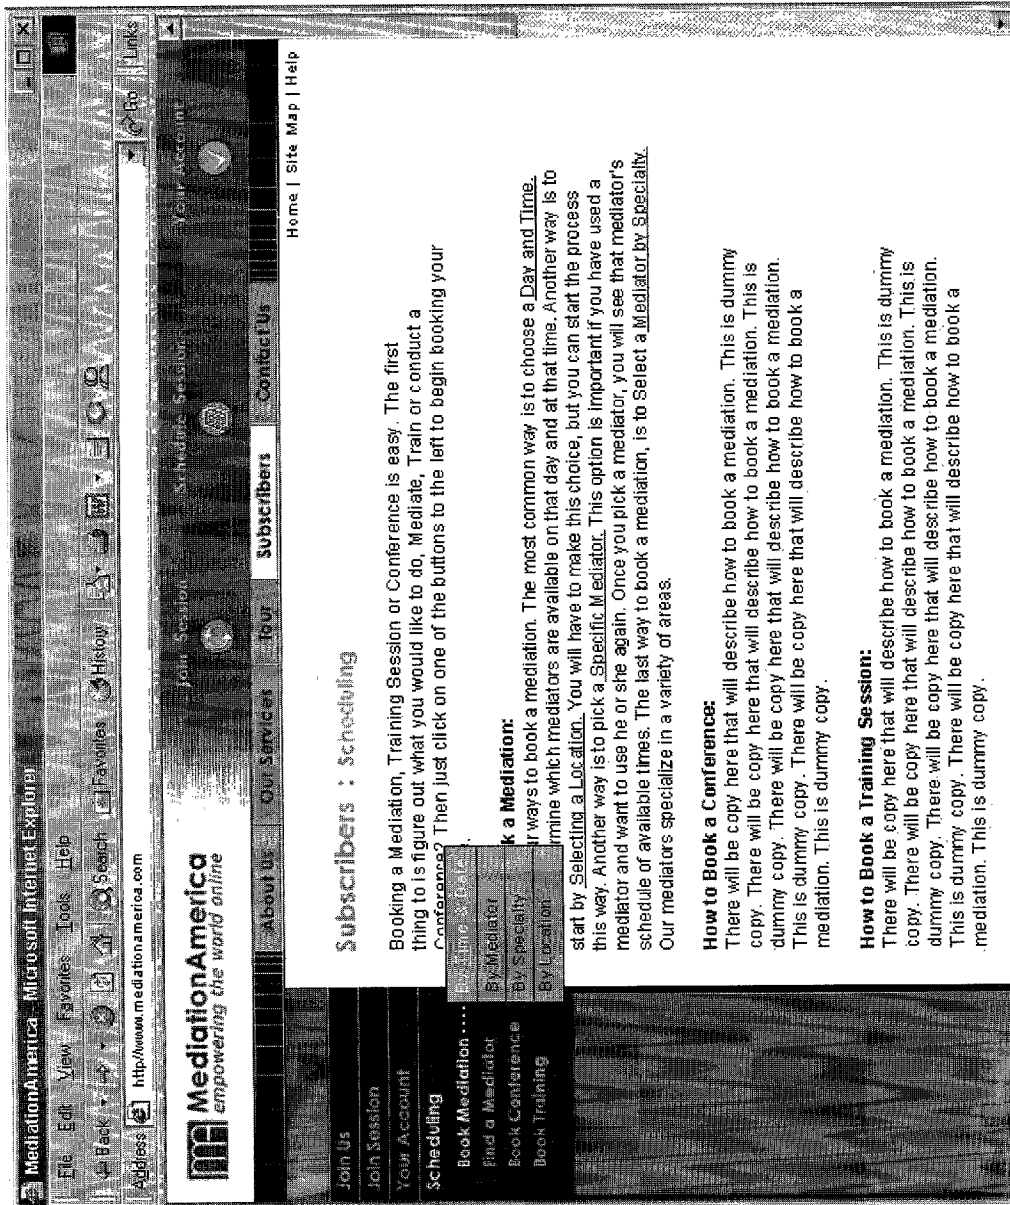 MediationAmerica - Microsoft Internet Explorer
File Edit View Favorites Tools Help
Back Search Favorites History
Address http://www.mediationamerica.com Go Links
MediationAmerica
empowering the world online
Join Session Schedule Session Your Account
About Us Our Services Tour Subscribers Contact Us
Home | Site Map | Help
Join Us
Join Session
Your Account
Scheduling
Book Mediation ....
Find a Mediator
Book Conference
Book Training
By Time & Date
By Mediator
By Specialty
By Location
Subscribers : Scheduling
Booking a Mediation, Training Session or Conference is easy. The first
thing to is figure out what you would like to do, Mediate, Train or conduct a
Conference? Then just click on one of the buttons to the left to begin booking your
k a Mediation:
ways to book a mediation. The most common way is to choose a Day and Time.
rmine which mediators are available on that day and at that time. Another way is to
start by Selecting a Location. You will have to make this choice, but you can start the process
this way. Another way is to pick a Specific Mediator. This option is important if you have used a
mediator and want to use he or she again. Once you pick a mediator, you will see that mediator's
schedule of available times. The last way to book a mediation, is to Select a Mediator by Specialty.
Our mediators specialize in a variety of areas.
How to Book a Conference:
There will be copy here that will describe how to book a mediation. This is dummy
copy. There will be copy here that will describe how to book a mediation. This is
dummy copy. There will be copy here that will describe how to book a mediation.
This is dummy copy. There will be copy here that will describe how to book a
mediation. This is dummy copy.
How to Book a Training Session:
There will be copy here that will describe how to book a mediation. This is dummy
copy. There will be copy here that will describe how to book a mediation. This is
dummy copy. There will be copy here that will describe how to book a mediation.
This is dummy copy. There will be copy here that will describe how to book a
mediation. This is dummy copy.